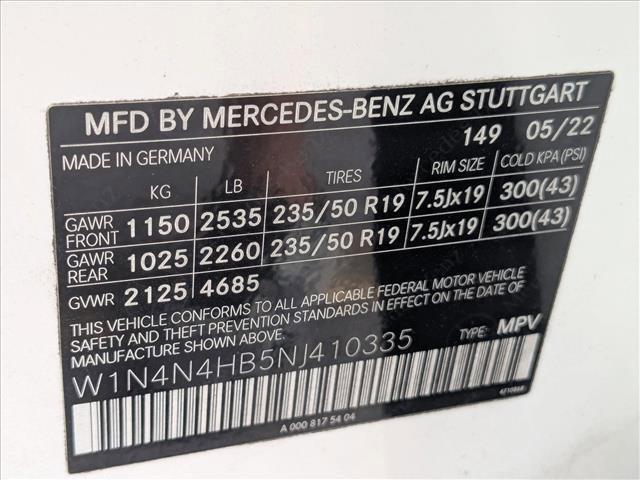 MFD BY MERCEDES-BENZ AG STUTTGART
149 05/22
MADE IN GERMANY
KG LB TIRES RIM SIZE COLD KPA(PSI)
GAWR FRONT 1150 2535 235/50 R19 7.5Jx19 300(43)
GAWR REAR 1025 2260 235/50 R19 7.5Jx19 300(43)
GVWR 2125 4685
THIS VEHICLE CONFORMS TO ALL APPLICABLE FEDERAL MOTOR VEHICLE
SAFETY AND THEFT PREVENTION STANDARDS IN EFFECT ON THE DATE OF
MANUFACTURE SHOWN ABOVE.
TYPE: MPV
W1N4N4HB5NJ410335
A 000 817 54 04